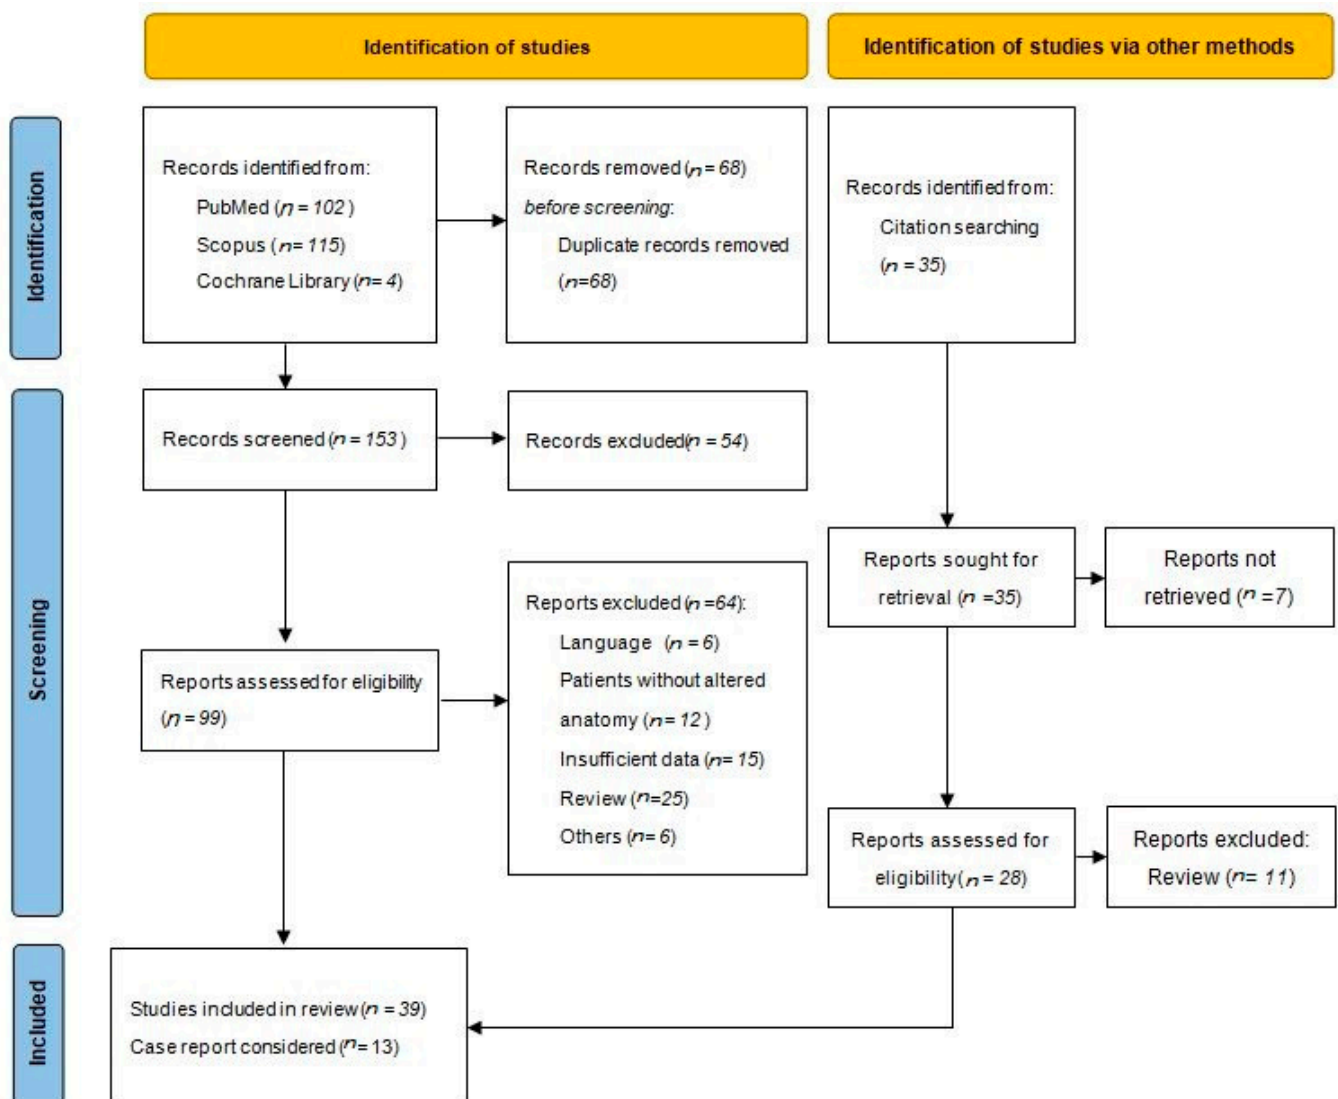 Identification of studies
Identification of studies via other methods
Identification
Records identified from:
PubMed (n = 102 )
Scopus (n= 115)
Cochrane Library (n= 4)
Records removed (n = 68)
before screening:
Duplicate records removed
(n=68)
Records identified from:
Citation searching
(n = 35)
Screening
Records screened (n = 153 )
Records excluded(n = 54)
Reports sought for
retrieval (n =35)
Reports not
retrieved (n =7)
Reports assessed for eligibility
(n = 99)
Reports excluded (n =64):
Language (n = 6)
Patients without altered
anatomy (n = 12 )
Insufficient data (n= 15)
Review (n=25)
Others (n = 6)
Reports assessed for
eligibility(n = 28)
Reports excluded:
Review (n= 11)
Included
Studies included in review(n = 39)
Case report considered (n= 13)